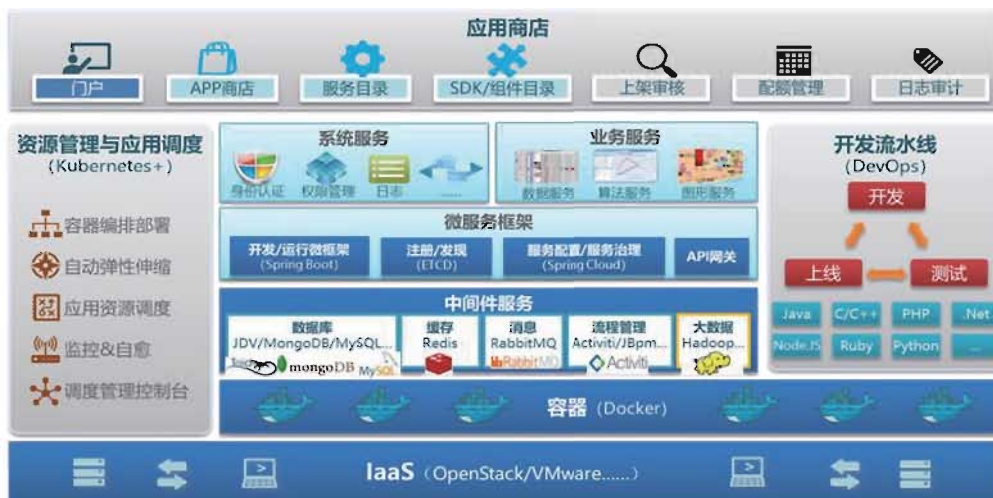 应用商店
门户
APP商店
服务目录
SDK/组件目录
上架审核
配额管理
日志审计
资源管理与应用调度
(Kubernetes+)
容器编排部署
自动弹性伸缩
应用资源调度
监控&自愈
调度管理控制台
系统服务
身份认证
权限管理
日志
......
业务服务
数据服务
算法服务
图形服务
微服务框架
开发/运行微框架
(Spring Boot)
注册/发现
(ETCD)
服务配置/服务治理
(Spring Cloud)
API网关
中间件服务
数据库
JDV/MongoDB/MySQL...
mongoDB
MySQL
缓存
Redis
消息
RabbitMQ
RabbitMQ
流程管理
Activiti/JBpm...
Activiti
大数据
Hadoop...
容器 (Docker)
开发流水线
(DevOps)
开发
上线
测试
Java
C/C++
PHP
.Net
Node.JS
Ruby
Python
...
IaaS（OpenStack/VMware......）